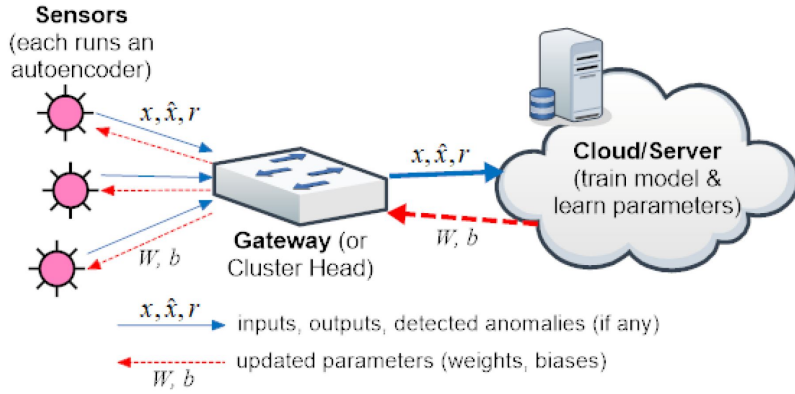 Sensors
(each runs an
autoencoder)
x, x̂, r
x, x̂, r
Cloud/Server
(train model &
learn parameters)
W, b
Gateway (or
Cluster Head)
W, b
x, x̂, r
inputs, outputs, detected anomalies (if any)
updated parameters (weights, biases)
W, b